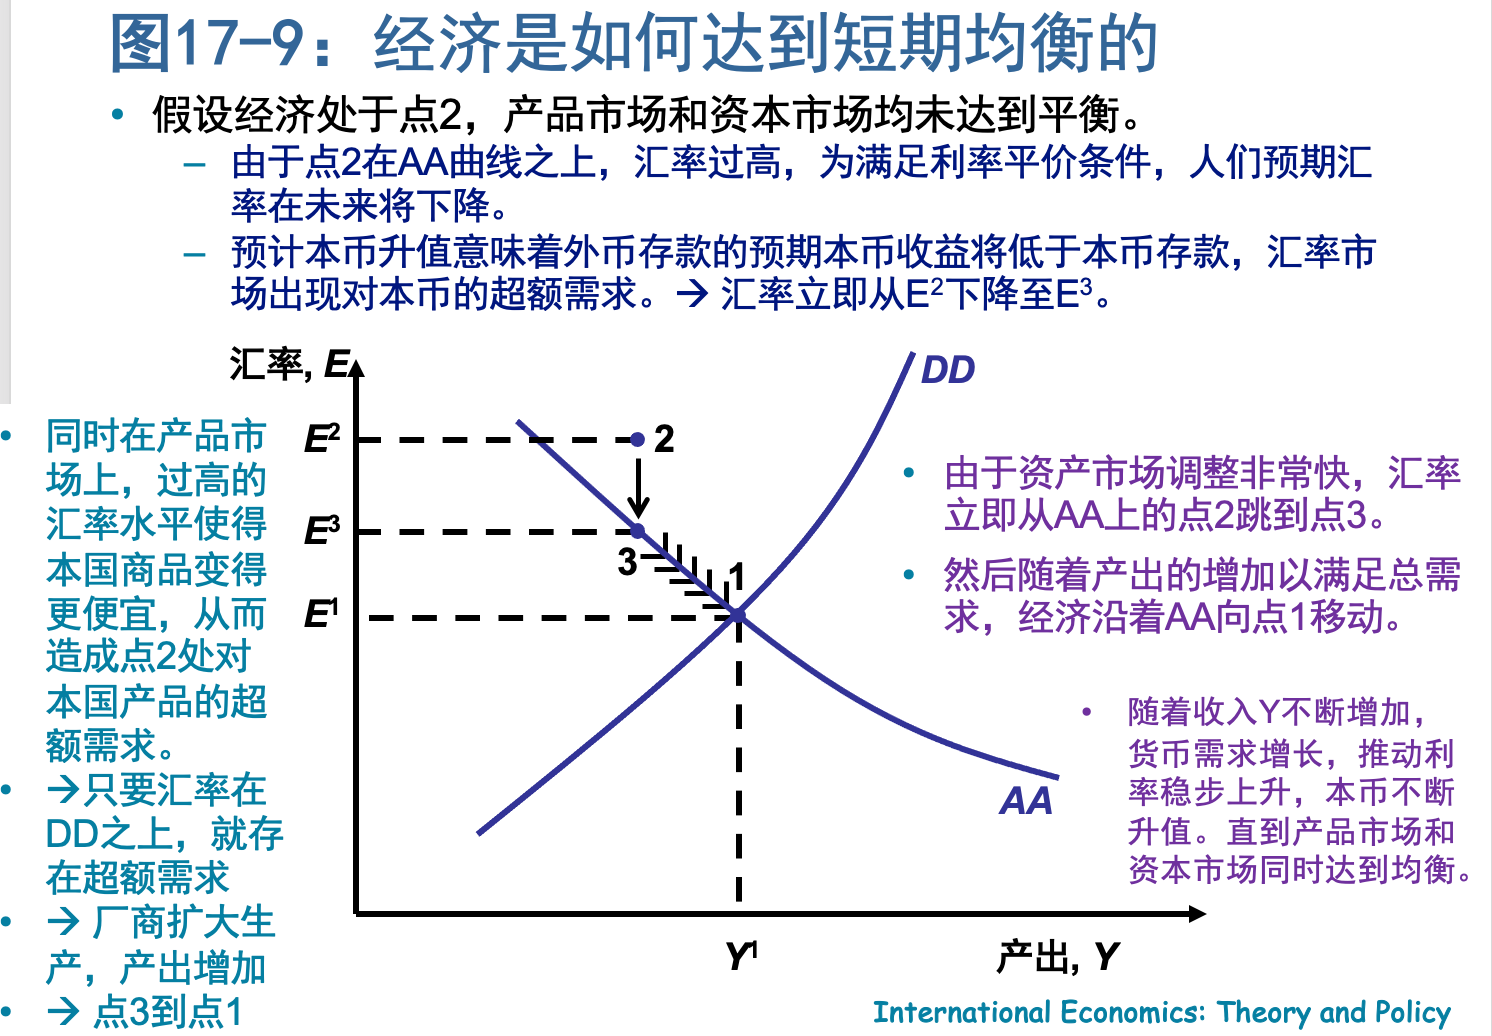 图17-9：经济是如何达到短期均衡的
• 假设经济处于点2，产品市场和资本市场均未达到平衡。
– 由于点2在AA曲线之上，汇率过高，为满足利率平价条件，人们预期汇
率在未来将下降。
– 预计本币升值意味着外币存款的预期本币收益将低于本币存款，汇率市
场出现对本币的超额需求。→ 汇率立即从E²下降至E³。
• 同时在产品市
场上，过高的
汇率水平使得
本国商品变得
更便宜，从而
造成点2处对
本国产品的超
额需求。
• →只要汇率在
DD之上，就存
在超额需求
• → 厂商扩大生
产，产出增加
• → 点3到点1
汇率, E
E²
E³
E¹
2
3
1
DD
AA
Y¹
产出, Y
• 由于资产市场调整非常快，汇率
立即从AA上的点2跳到点3。
• 然后随着产出的增加以满足总需
求，经济沿着AA向点1移动。
• 随着收入Y不断增加，
货币需求增长，推动利
率稳步上升，本币不断
升值。直到产品市场和
资本市场同时达到均衡。
International Economics: Theory and Policy